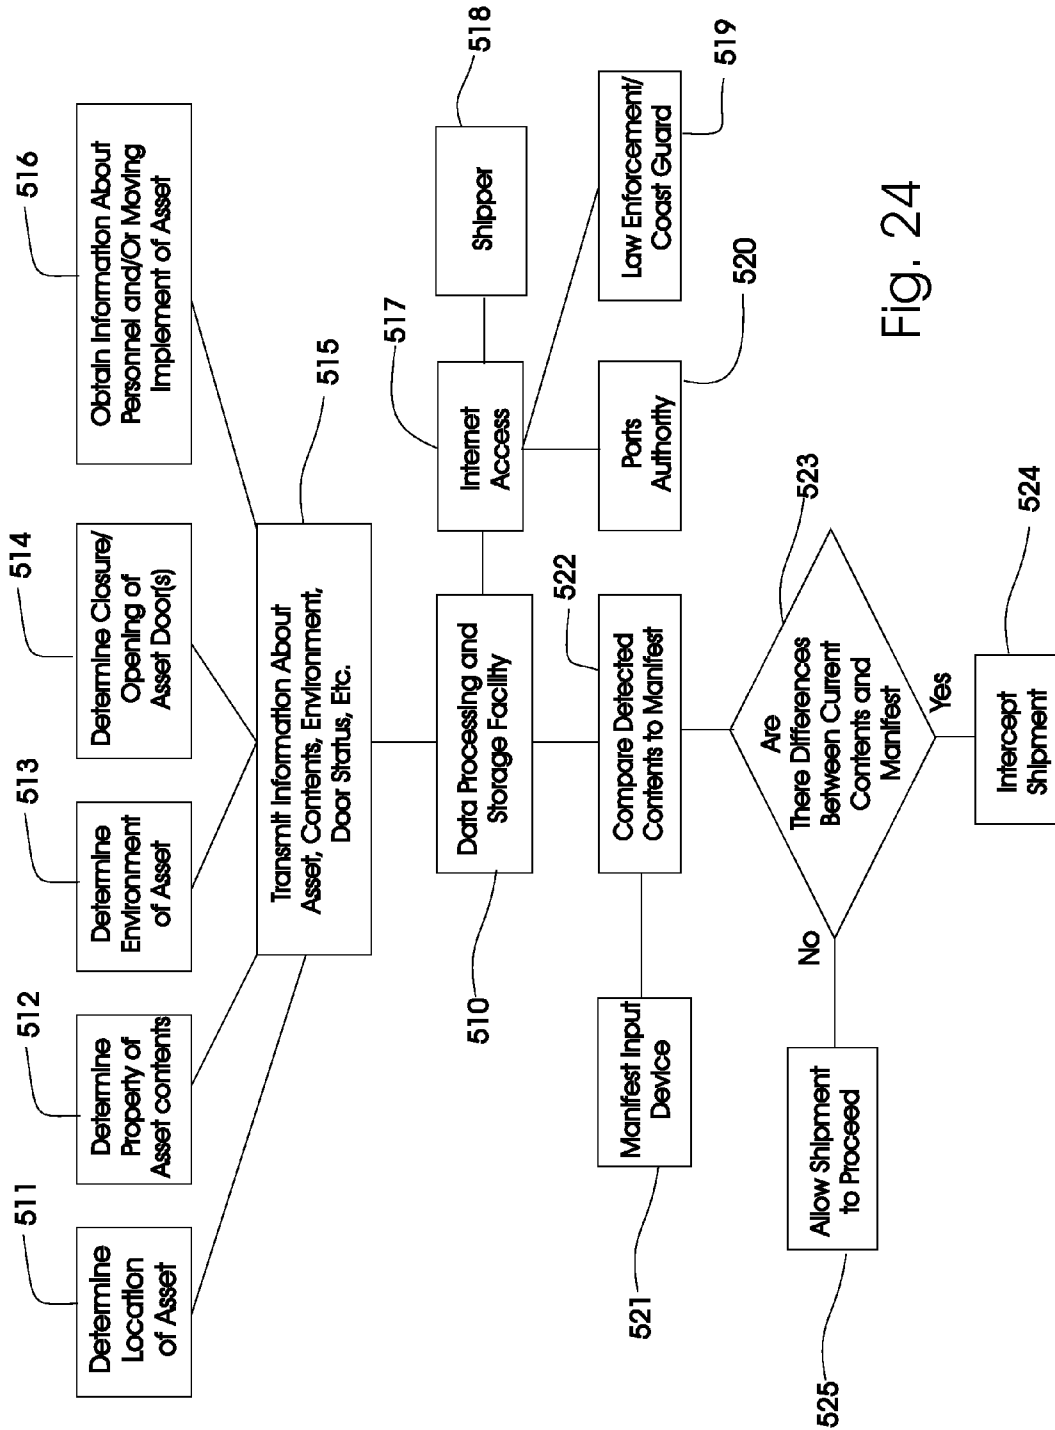 511
Determine
Location
of Asset
512
Determine
Property of
Asset contents
513
Determine
Environment
of Asset
514
Determine Closure/
Opening of
Asset Door(s)
516
Obtain Information About
Personnel and/Or Moving
Implement of Asset
515
Transmit Information About
Asset, Contents, Environment,
Door Status, Etc.
510
Data Processing and
Storage Facility
517
Internet
Access
518
Shipper
521
Manifest Input
Device
522
Compare Detected
Contents to Manifest
520
Ports
Authority
519
Law Enforcement/
Coast Guard
523
Are
There Differences
Between Current
Contents and
Manifest
No
Yes
525
Allow Shipment
to Proceed
524
Intercept
Shipment
Fig. 24